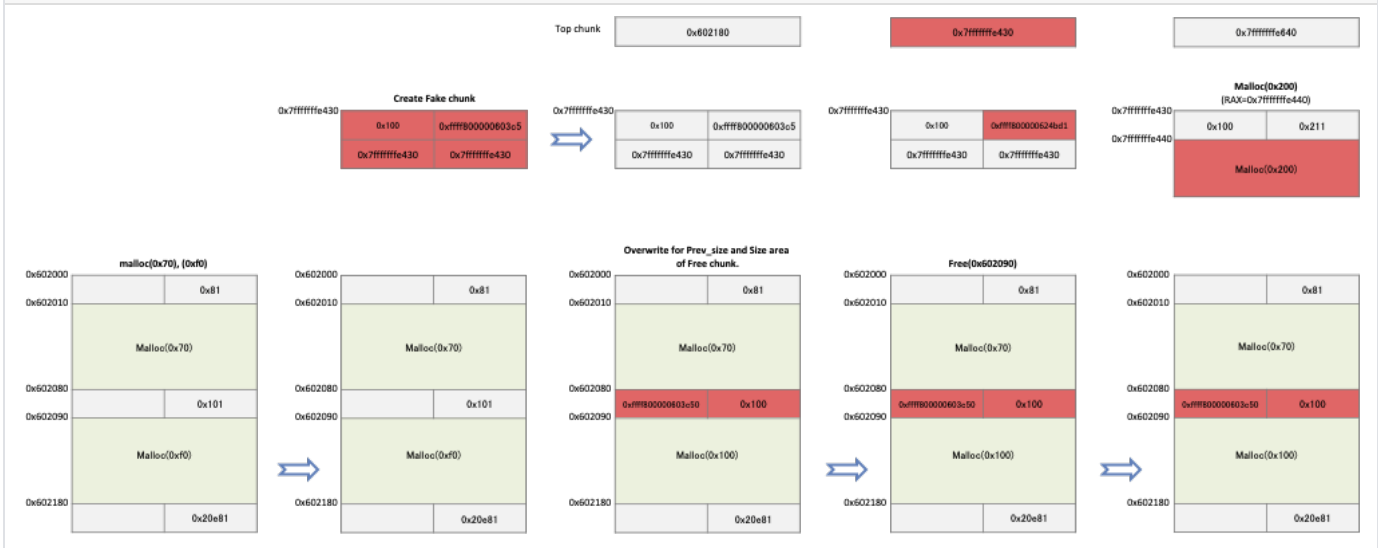 Top chunk
0x602180
0x7fffffffe430
0x7fffffffe640
Create Fake chunk
Malloc(0x200)
(RAX=0x7fffffffe440)
0x7fffffffe430
0x100
0xffff800000603c5
0x7fffffffe430
0x7fffffffe430
0x7fffffffe430
0x100
0xffff800000603c5
0x7fffffffe430
0x7fffffffe430
0x7fffffffe430
0x100
0xffff800000624bd1
0x7fffffffe430
0x7fffffffe430
0x7fffffffe430
0x100
0x211
0x7fffffffe440
Malloc(0x200)
malloc(0x70), (0xf0)
0x602000
0x81
0x602010
Malloc(0x70)
0x602080
0x101
0x602090
Malloc(0xf0)
0x602180
0x20e81
0x602000
0x81
0x602010
Malloc(0x70)
0x602080
0x101
0x602090
Malloc(0xf0)
0x602180
0x20e81
Overwrite for Prev_size and Size area
of Free chunk.
0x602000
0x81
0x602010
Malloc(0x70)
0x602080
0xffff800000603c50
0x100
0x602090
Malloc(0x100)
0x602180
0x20e81
Free(0x602090)
0x602000
0x81
0x602010
Malloc(0x70)
0x602080
0xffff800000603c50
0x100
0x602090
Malloc(0x100)
0x602180
0x20e81
0x602000
0x81
0x602010
Malloc(0x70)
0x602080
0xffff800000603c50
0x100
0x602090
Malloc(0x100)
0x602180
0x20e81